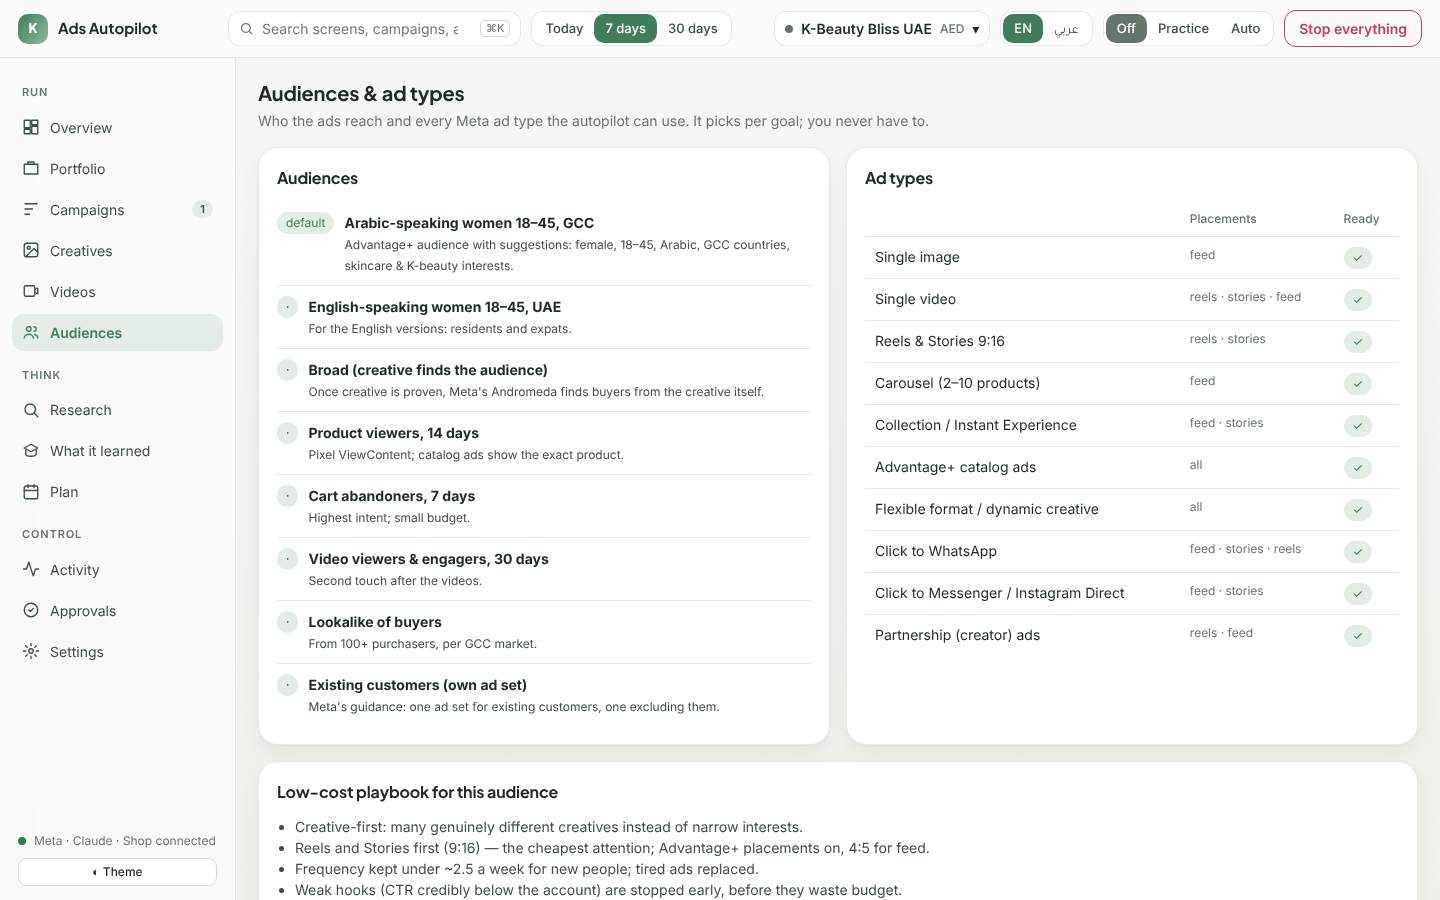 K Ads Autopilot
Search screens, campaigns, a ⌘K
Today 7 days 30 days
K-Beauty Bliss UAE AED ▾
EN عربي
Off Practice Auto
Stop everything
RUN
Overview
Portfolio
Campaigns 1
Creatives
Videos
Audiences
THINK
Research
What it learned
Plan
CONTROL
Activity
Approvals
Settings
Meta · Claude · Shop connected
Theme
Audiences & ad types
Who the ads reach and every Meta ad type the autopilot can use. It picks per goal; you never have to.
Audiences
default Arabic-speaking women 18–45, GCC
Advantage+ audience with suggestions: female, 18–45, Arabic, GCC countries,
skincare & K-beauty interests.
· English-speaking women 18–45, UAE
For the English versions: residents and expats.
· Broad (creative finds the audience)
Once creative is proven, Meta's Andromeda finds buyers from the creative itself.
· Product viewers, 14 days
Pixel ViewContent; catalog ads show the exact product.
· Cart abandoners, 7 days
Highest intent; small budget.
· Video viewers & engagers, 30 days
Second touch after the videos.
· Lookalike of buyers
From 100+ purchasers, per GCC market.
· Existing customers (own ad set)
Meta's guidance: one ad set for existing customers, one excluding them.
Ad types
Placements Ready
Single image feed ✓
Single video reels · stories · feed ✓
Reels & Stories 9:16 reels · stories ✓
Carousel (2–10 products) feed ✓
Collection / Instant Experience feed · stories ✓
Advantage+ catalog ads all ✓
Flexible format / dynamic creative all ✓
Click to WhatsApp feed · stories · reels ✓
Click to Messenger / Instagram Direct feed · stories ✓
Partnership (creator) ads reels · feed ✓
Low-cost playbook for this audience
• Creative-first: many genuinely different creatives instead of narrow interests.
• Reels and Stories first (9:16) — the cheapest attention; Advantage+ placements on, 4:5 for feed.
• Frequency kept under ~2.5 a week for new people; tired ads replaced.
• Weak hooks (CTR credibly below the account) are stopped early, before they waste budget.